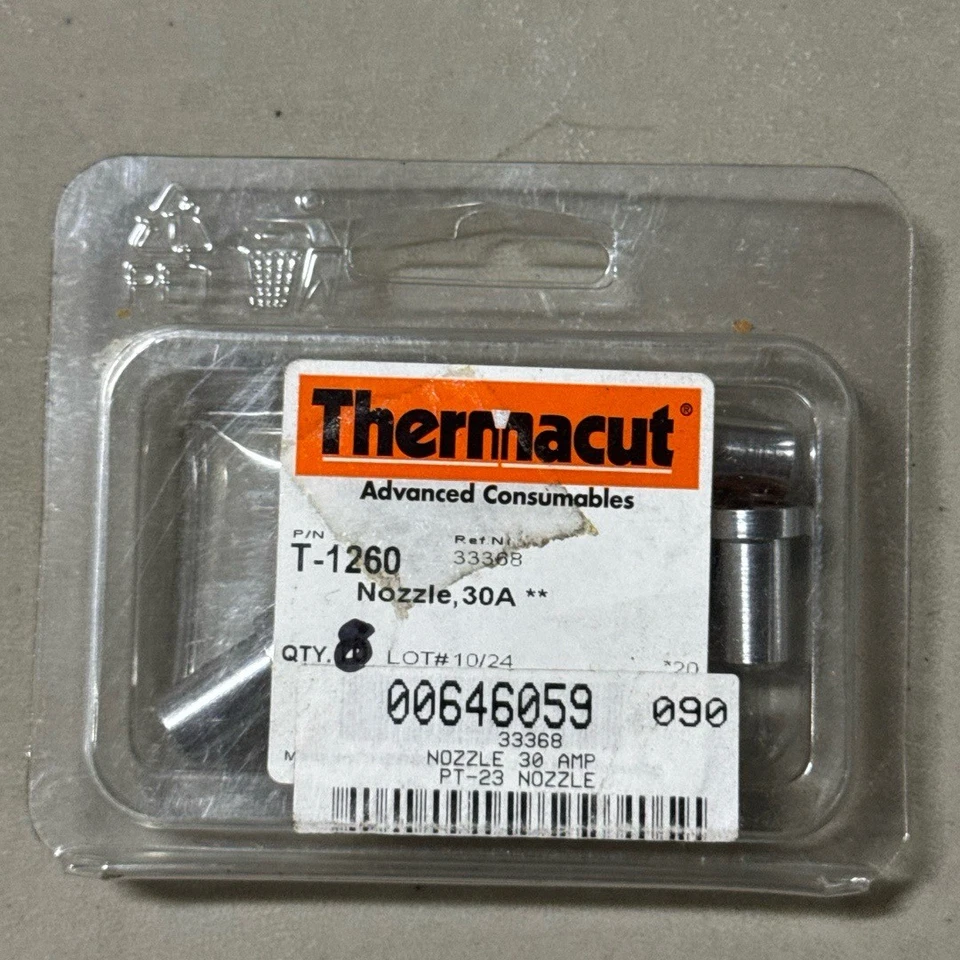 Thermacut®
Advanced Consumables
P/N Ref N
T-1260 33368
Nozzle, 30A **
QTY. 8 LOT# 10/24 *20
00646059 090
33368
NOZZLE 30 AMP
PT-23 NOZZLE